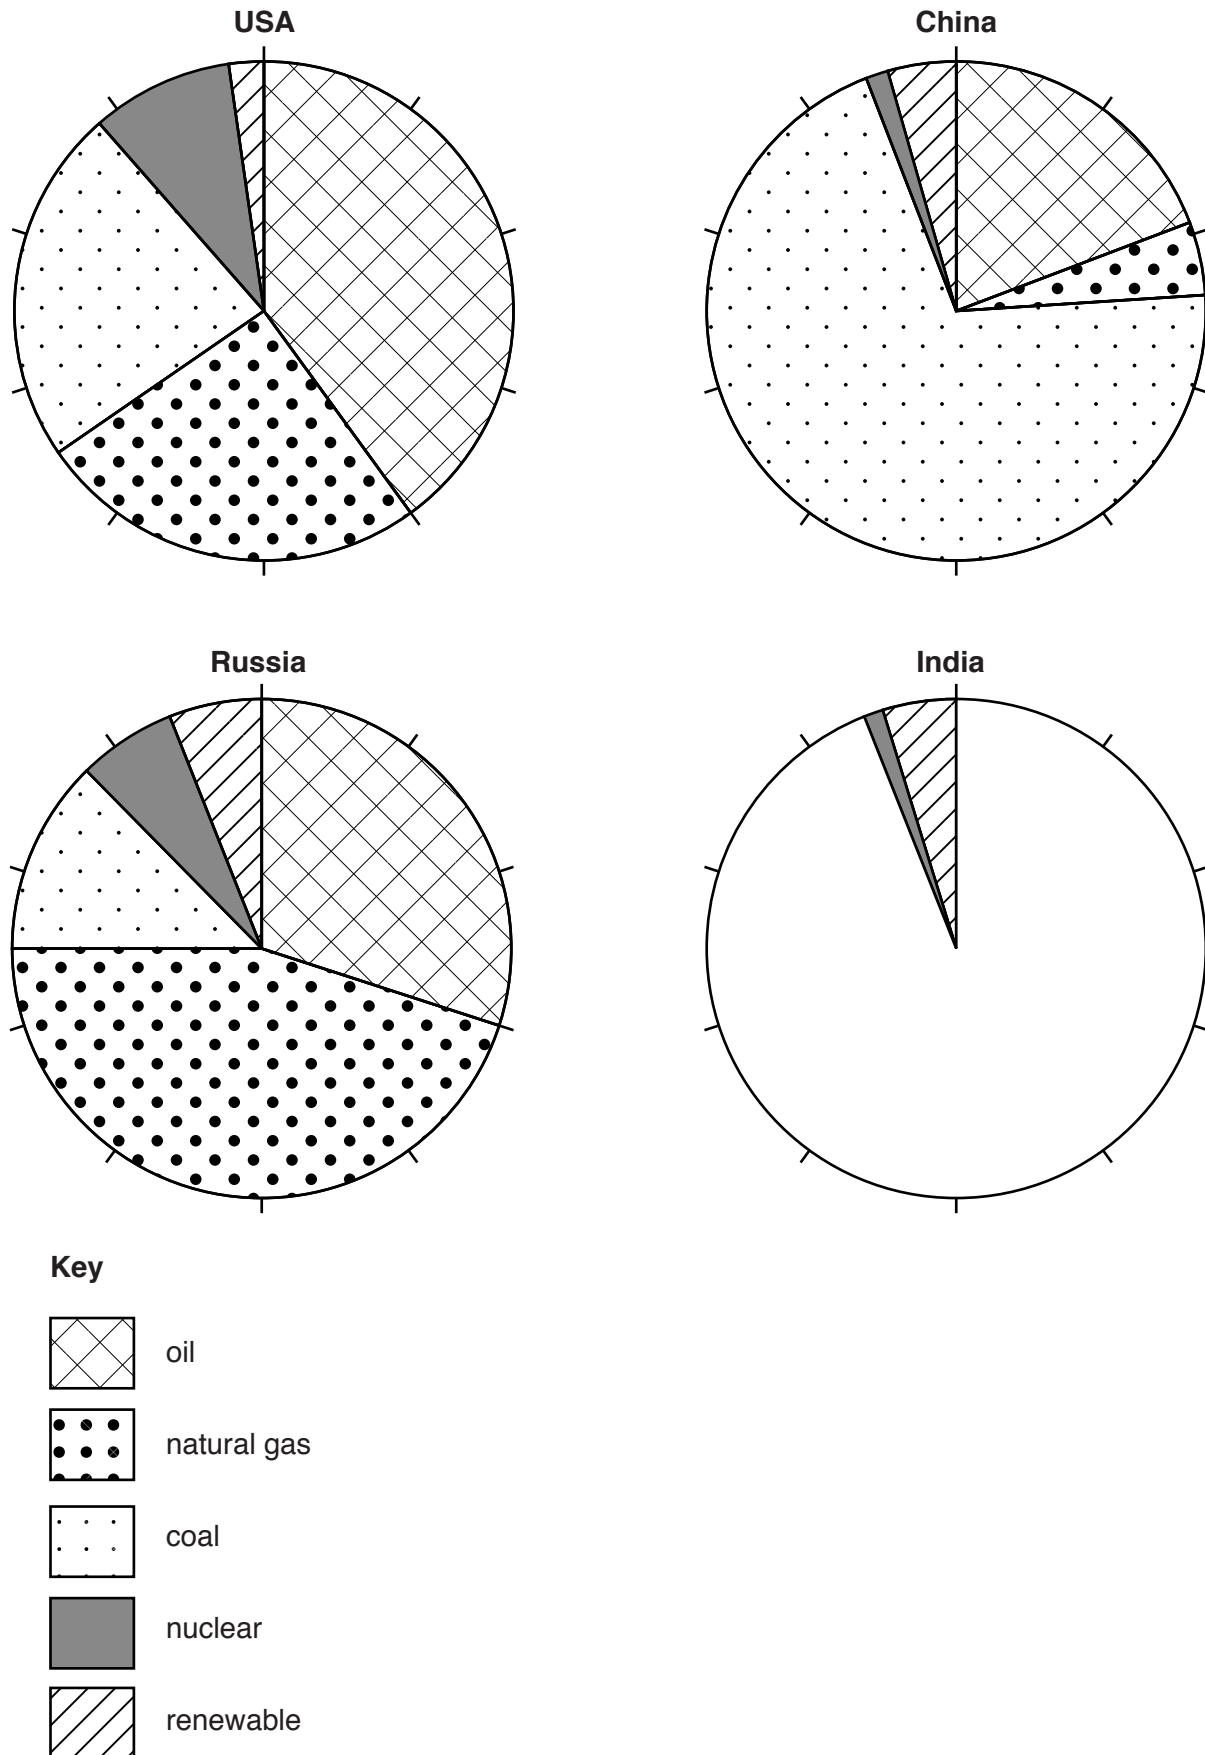 USA
China
Russia
India
Key
oil
natural gas
coal
nuclear
renewable